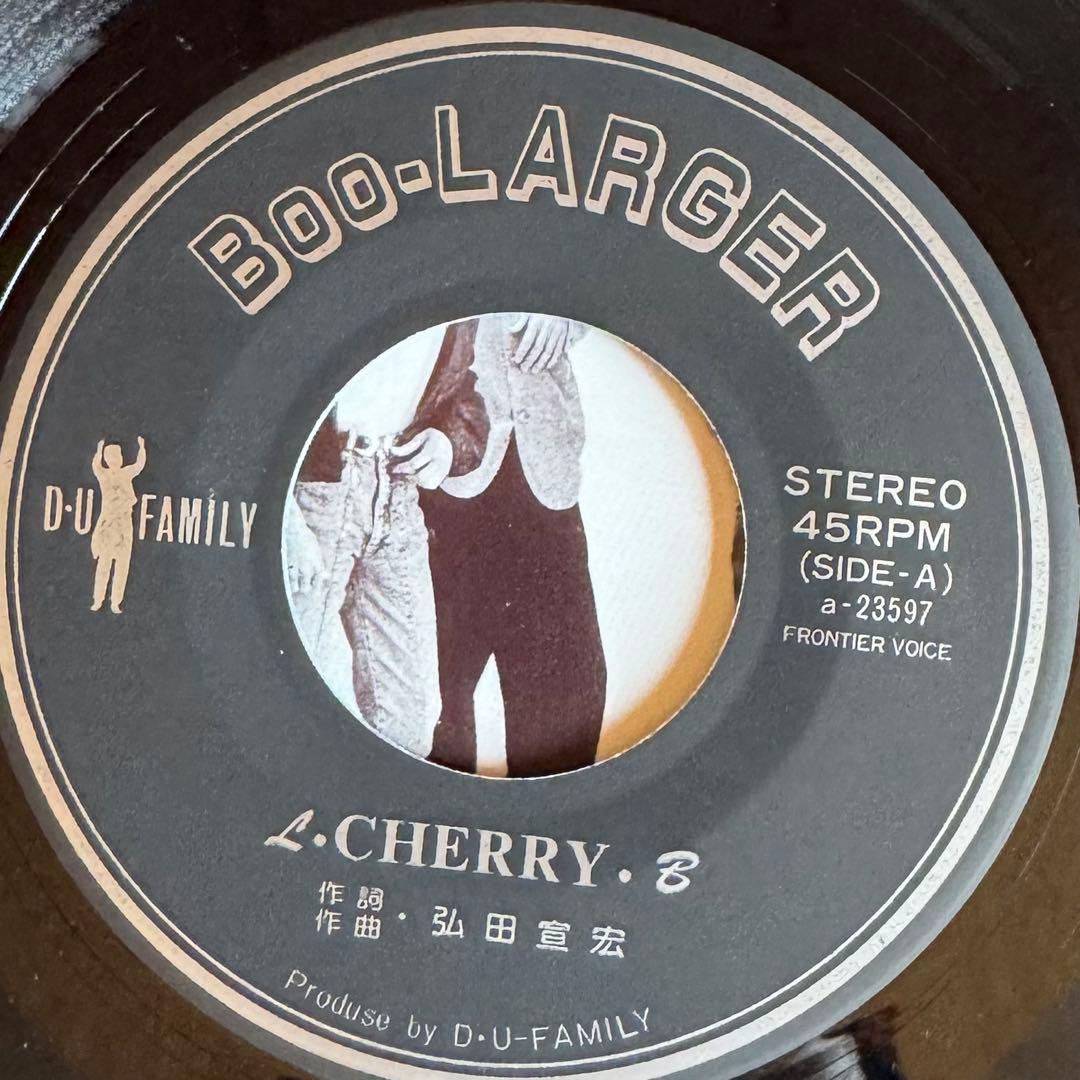 BOO-LARGER
D·U FAMILY
STEREO
45RPM
(SIDE-A)
a-23597
FRONTIER VOICE
L·CHERRY·B
作詞
作曲 · 弘田宣宏
Produse by D·U-FAMILY